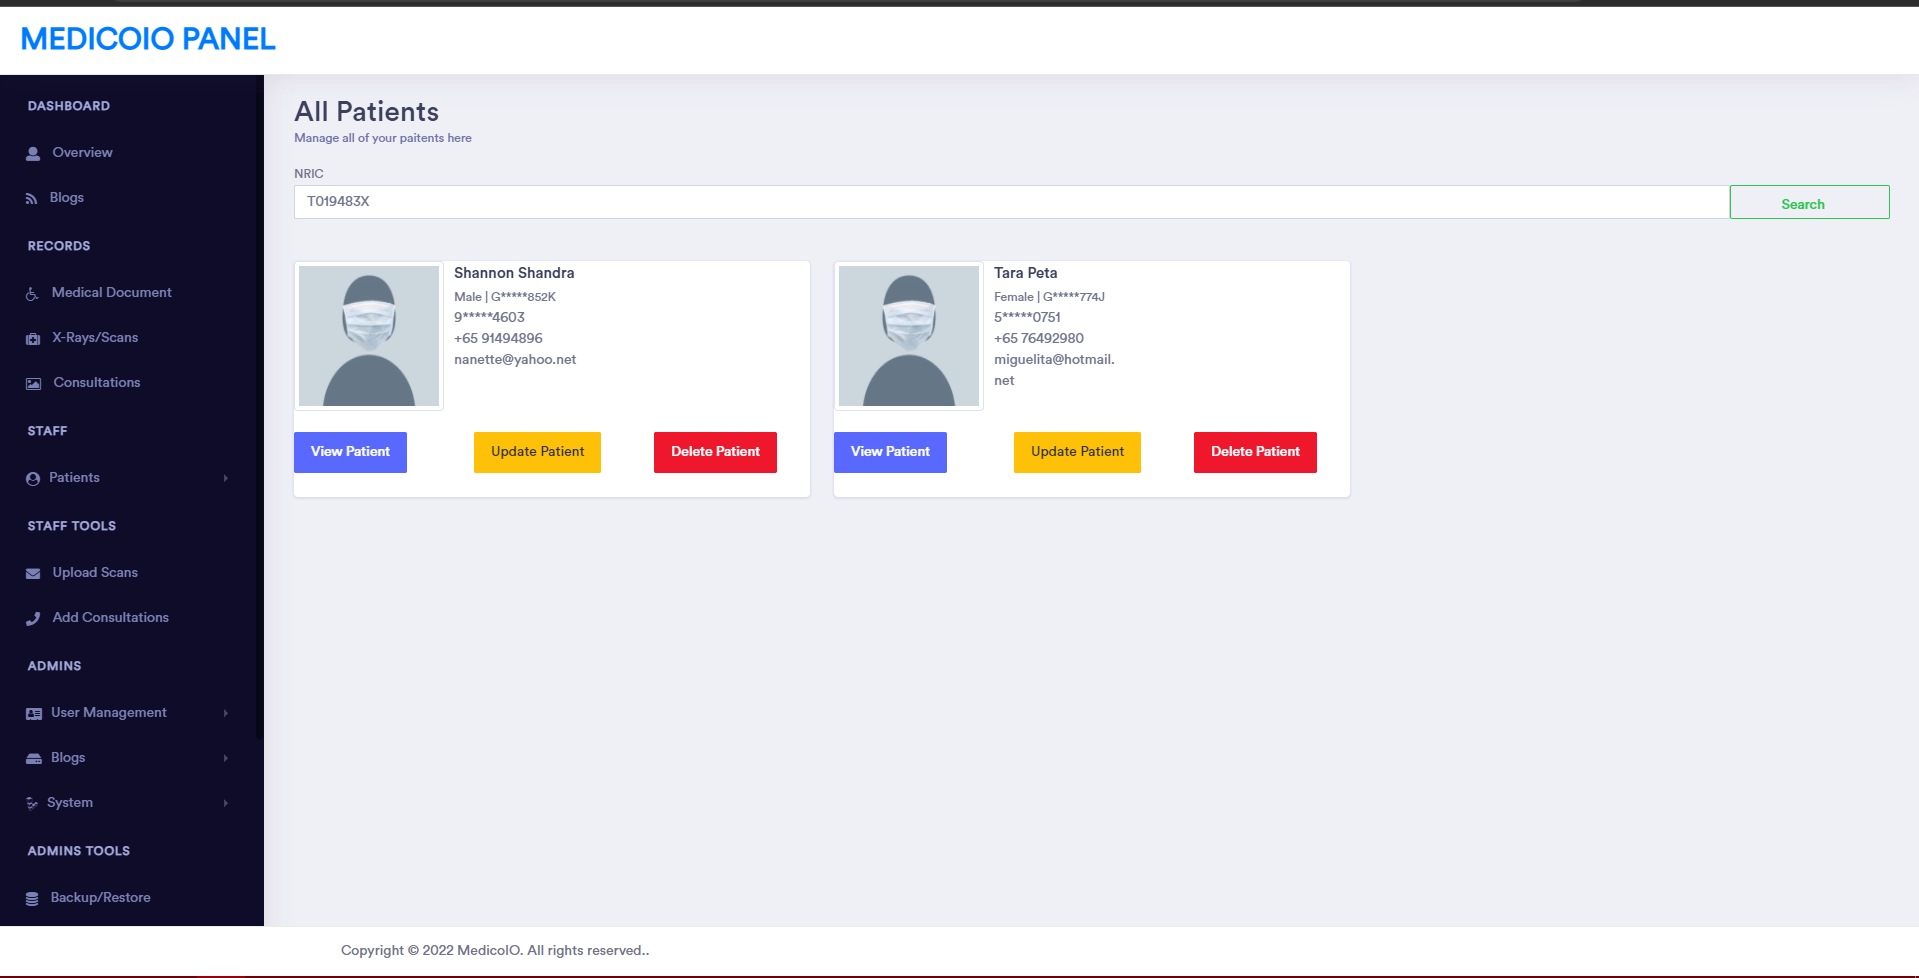 MEDICOIO PANEL
DASHBOARD
Overview
Blogs
RECORDS
Medical Document
X-Rays/Scans
Consultations
STAFF
Patients
STAFF TOOLS
Upload Scans
Add Consultations
ADMINS
User Management
Blogs
System
ADMINS TOOLS
Backup/Restore
All Patients
Manage all of your paitents here
NRIC
T019483X
Search
Shannon Shandra
Male | G*****852K
9*****4603
+65 91494896
nanette@yahoo.net
View Patient
Update Patient
Delete Patient
Tara Peta
Female | G*****774J
5*****0751
+65 76492980
miguelita@hotmail.
net
View Patient
Update Patient
Delete Patient
Copyright © 2022 MedicoIO. All rights reserved..